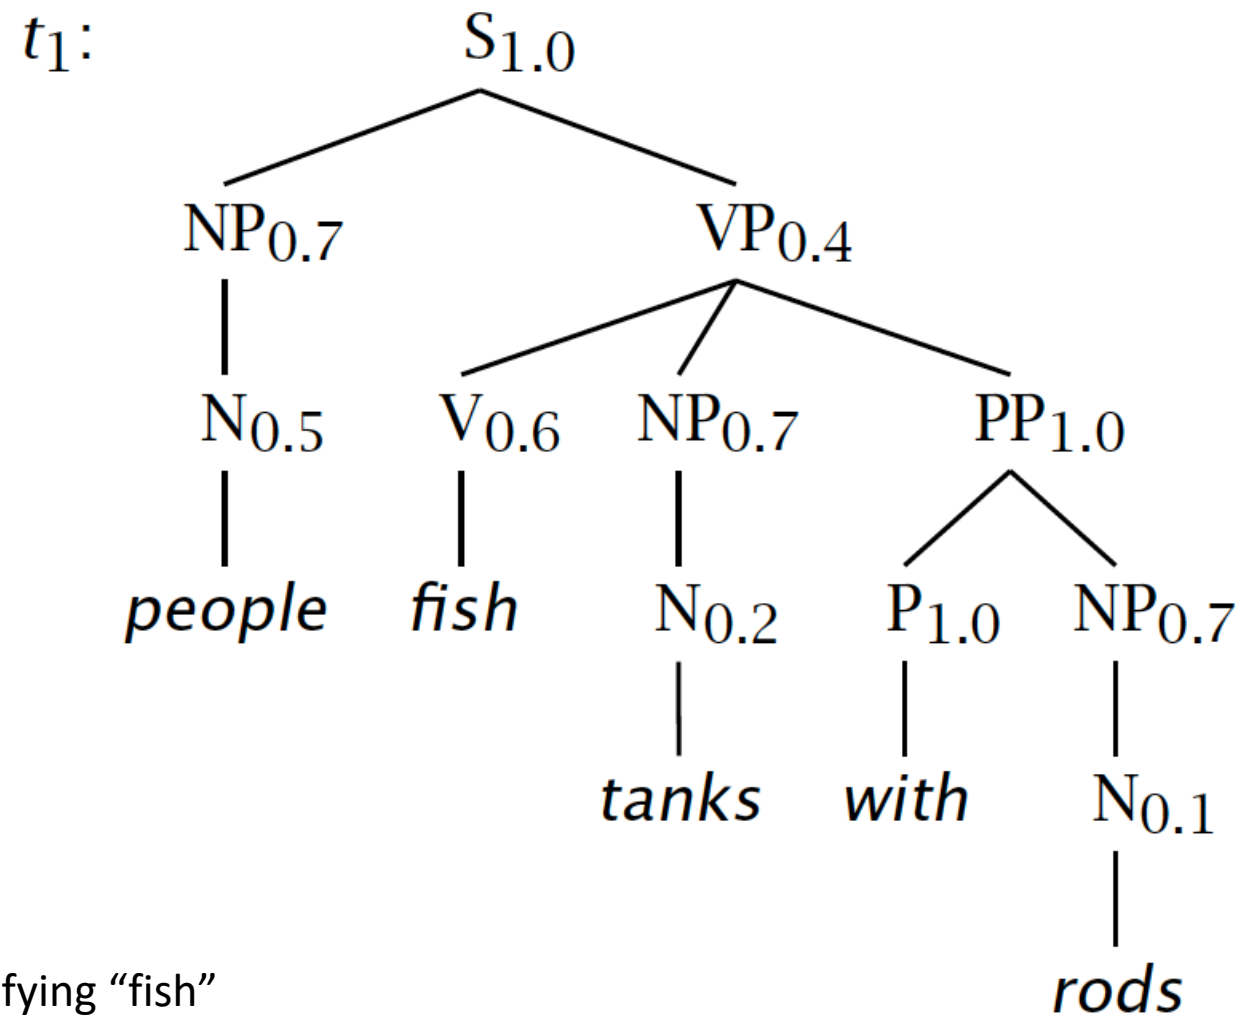 t1: S1.0
NP0.7 VP0.4
N0.5 V0.6 NP0.7 PP1.0
people fish N0.2 P1.0 NP0.7
tanks with N0.1
fying “fish” rods